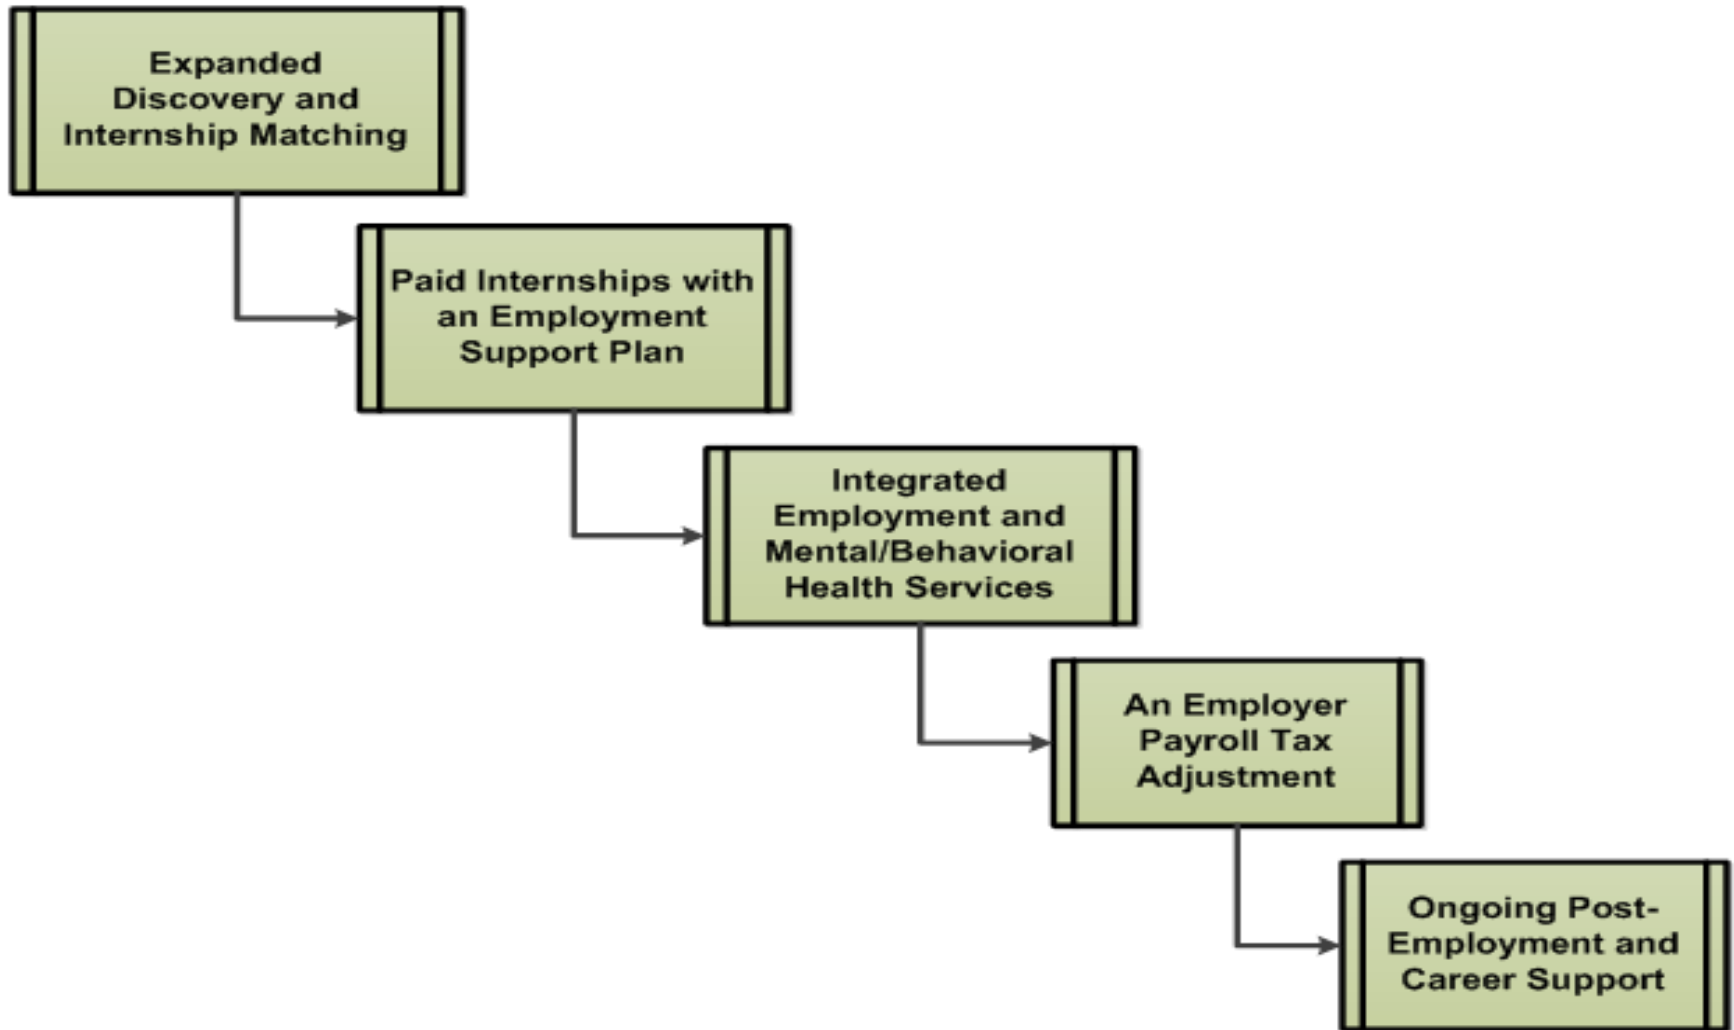 Expanded
Discovery and
Internship Matching
Paid Internships with
an Employment
Support Plan
Integrated
Employment and
Mental/Behavioral
Health Services
An Employer
Payroll Tax
Adjustment
Ongoing Post-
Employment and
Career Support